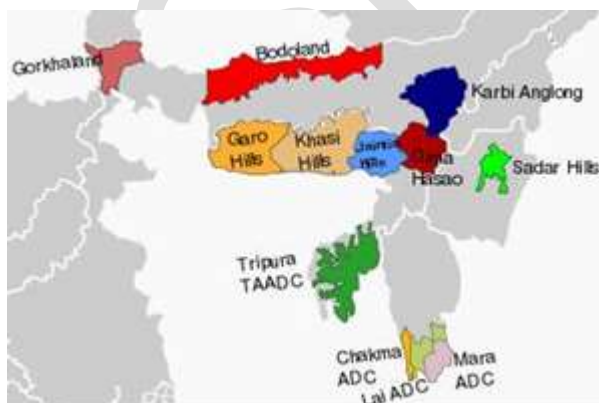 Gorkhaland
Bodoland
Karbi Anglong
Garo
Hills
Khasi
Hills
Jaintia
Hills
Dima
Hasao
Sadar Hills
Tripura
TAADC
Chakma
ADC
Lai ADC
Mara
ADC